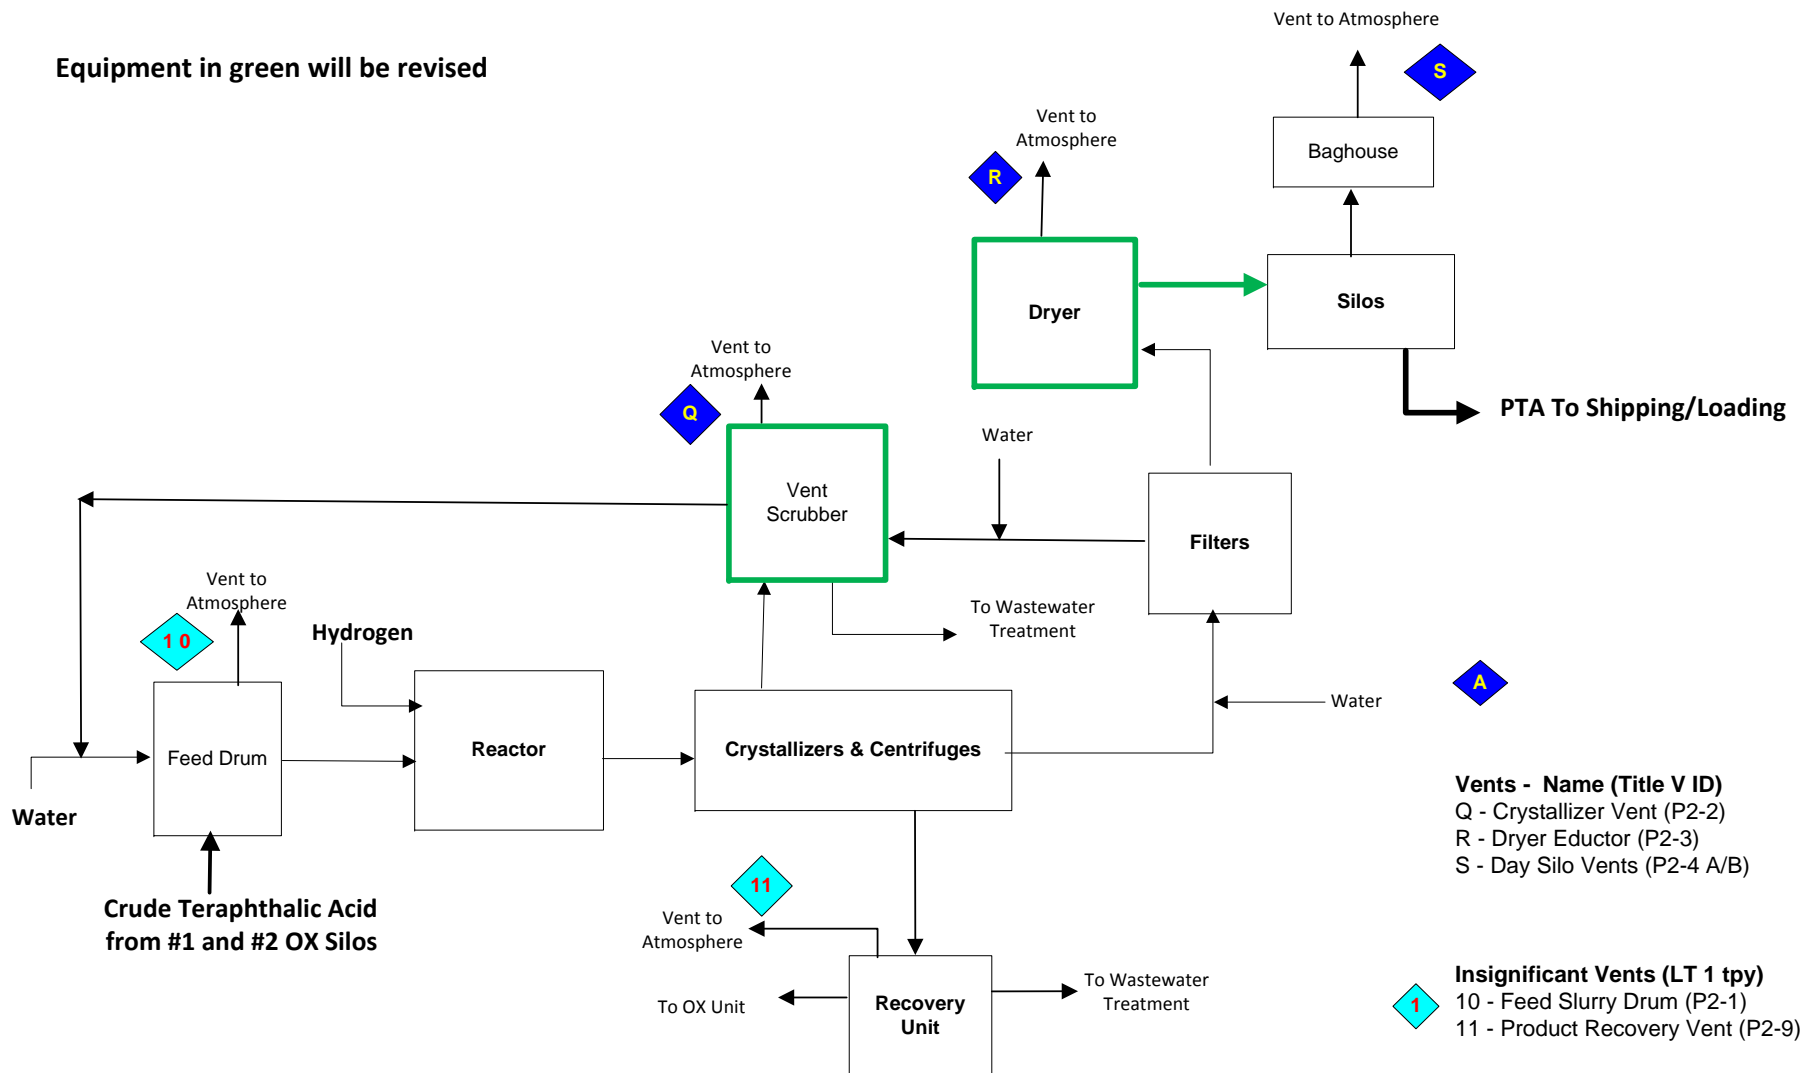 Vent to Atmosphere
Equipment in green will be revised
S
Vent to
Atmosphere
Baghouse
R
Dryer
Silos
Vent to
Atmosphere
Q
PTA To Shipping/Loading
Water
Vent
Scrubber
Filters
Vent to
Atmosphere
To Wastewater
Treatment
1 0
Hydrogen
A
Water
Feed Drum
Reactor
Crystallizers & Centrifuges
Water
Vents -  Name (Title V ID)
Q - Crystallizer Vent (P2-2)
R - Dryer Eductor (P2-3)
S - Day Silo Vents (P2-4 A/B)
11
Crude Teraphthalic Acid
from #1 and #2 OX Silos
Vent to
Atmosphere
To OX Unit
Recovery
Unit
To Wastewater
Treatment
Insignificant Vents (LT 1 tpy)
1
10 - Feed Slurry Drum (P2-1)
11 - Product Recovery Vent (P2-9)